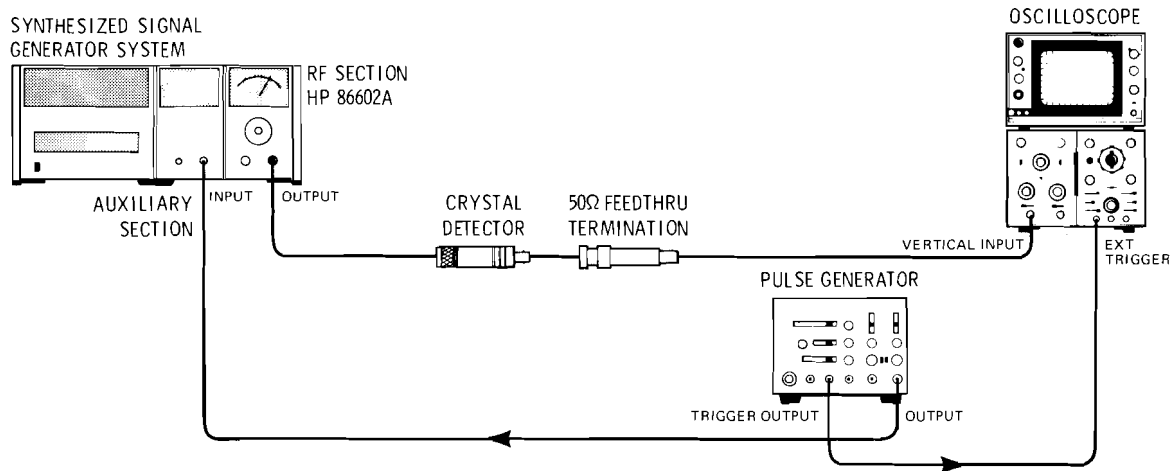 SYNTHESIZED SIGNAL
GENERATOR SYSTEM
RF SECTION
HP 86602A
OSCILLOSCOPE
AUXILIARY
SECTION
INPUT
OUTPUT
CRYSTAL
DETECTOR
50Ω FEEDTHRU
TERMINATION
VERTICAL INPUT
EXT
TRIGGER
PULSE GENERATOR
TRIGGER OUTPUT
OUTPUT